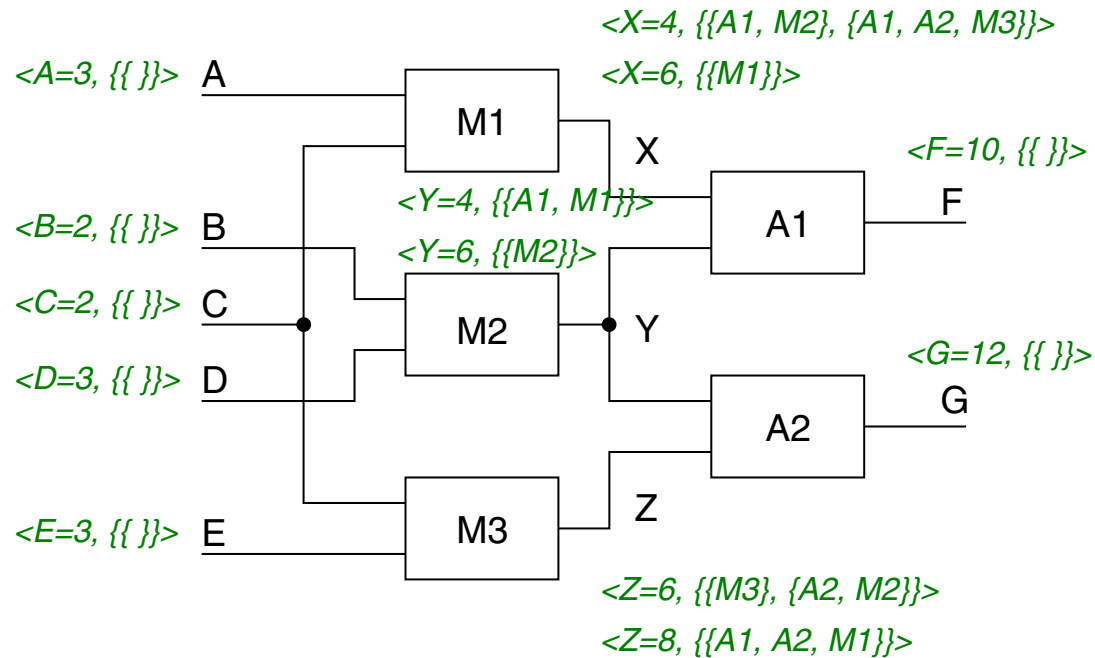 <X=4, {{A1, M2}, {A1, A2, M3}}>
<A=3, {{ }}> A
<X=6, {{M1}}>
M1
X
<F=10, {{ }}>
<Y=4, {{A1, M1}}>
F
<B=2, {{ }}> B
A1
<Y=6, {{M2}}>
<C=2, {{ }}> C
M2
Y
<G=12, {{ }}>
<D=3, {{ }}> D
G
A2
Z
<E=3, {{ }}> E
M3
<Z=6, {{M3}, {A2, M2}}>
<Z=8, {{A1, A2, M1}}>